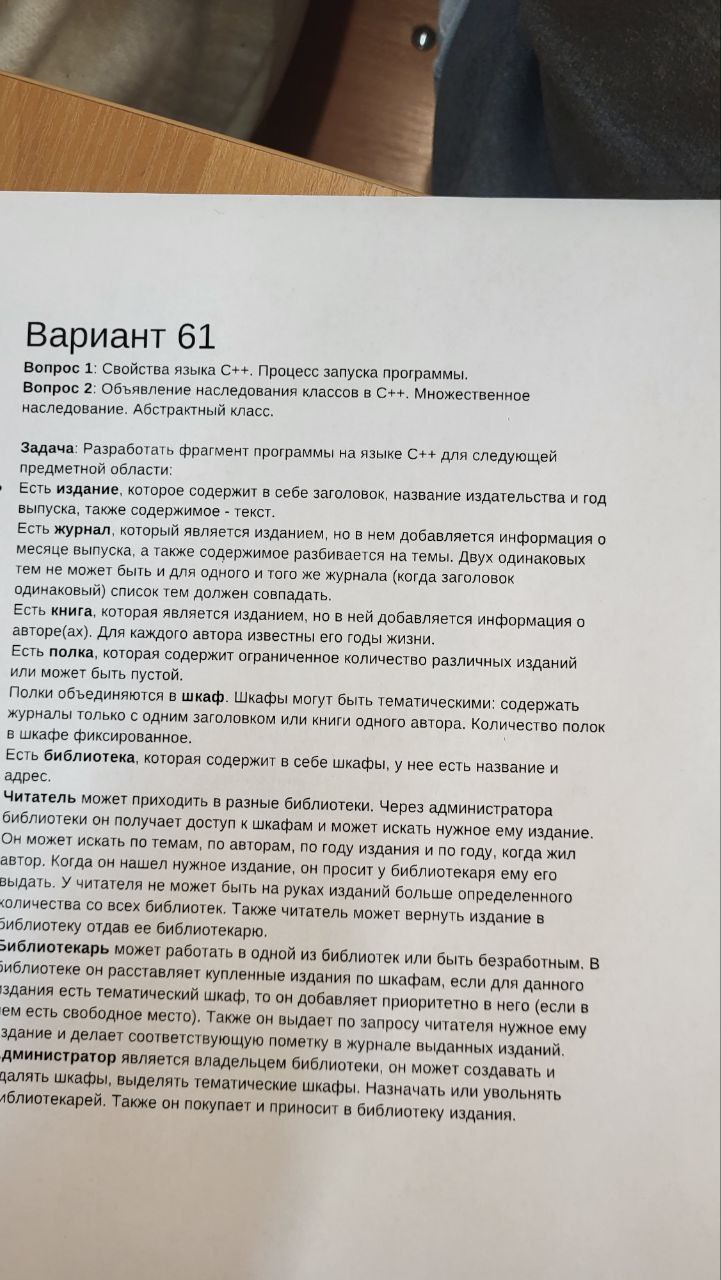 Вариант 61
Вопрос 1: Свойства языка С++. Процесс запуска программы.
Вопрос 2: Объявление наследования классов в С++. Множественное
наследование. Абстрактный класс.
Задача: Разработать фрагмент программы на языке С++ для следующей
предметной области:
Есть издание, которое содержит в себе заголовок, название издательства и год
выпуска, также содержимое - текст.
Есть журнал, который является изданием, но в нем добавляется информация о
месяце выпуска, а также содержимое разбивается на темы. Двух одинаковых
тем не может быть и для одного и того же журнала (когда заголовок
одинаковый) список тем должен совпадать.
Есть книга, которая является изданием, но в ней добавляется информация о
авторе(ах). Для каждого автора известны его годы жизни.
Есть полка, которая содержит ограниченное количество различных изданий
или может быть пустой.
Полки объединяются в шкаф. Шкафы могут быть тематическими: содержать
журналы только с одним заголовком или книги одного автора. Количество полок
в шкафе фиксированное.
Есть библиотека, которая содержит в себе шкафы, у нее есть название и
адрес.
Читатель может приходить в разные библиотеки. Через администратора
библиотеки он получает доступ к шкафам и может искать нужное ему издание.
Он может искать по темам, по авторам, по году издания и по году, когда жил
автор. Когда он нашел нужное издание, он просит у библиотекаря ему его
выдать. У читателя не может быть на руках изданий больше определенного
количества со всех библиотек. Также читатель может вернуть издание в
библиотеку отдав ее библиотекарю.
Библиотекарь может работать в одной из библиотек или быть безработным. В
библиотеке он расставляет купленные издания по шкафам, если для данного
издания есть тематический шкаф, то он добавляет приоритетно в него (если в
нем есть свободное место). Также он выдает по запросу читателя нужное ему
здание и делает соответствующую пометку в журнале выданных изданий.
дминистратор является владельцем библиотеки, он может создавать и
далять шкафы, выделять тематические шкафы. Назначать или увольнять
иблиотекарей. Также он покупает и приносит в библиотеку издания.